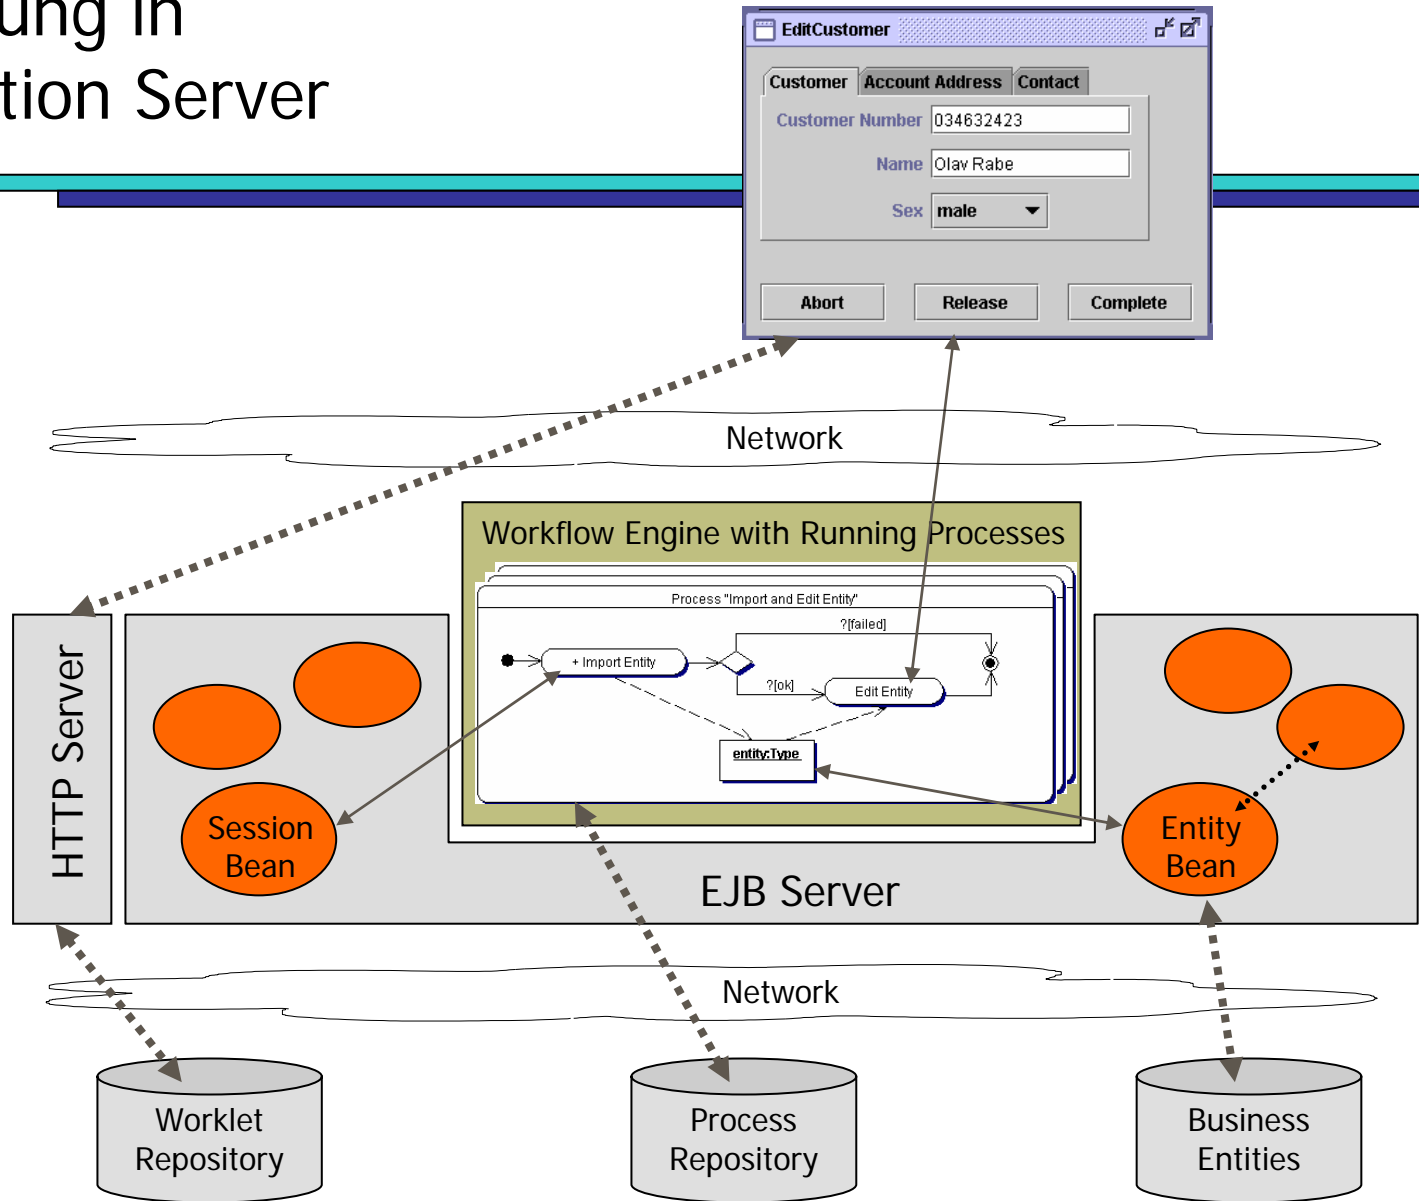 ung in
tion Server
EditCustomer
Customer Account Address Contact
Customer Number 034632423
Name Olav Rabe
Sex male
Abort Release Complete
Network
Workflow Engine with Running Processes
Process "Import and Edit Entity"
?[failed]
+ Import Entity
?[ok]
Edit Entity
entity:Type
HTTP Server
Session
Bean
Entity
Bean
EJB Server
Network
Worklet
Repository
Process
Repository
Business
Entities